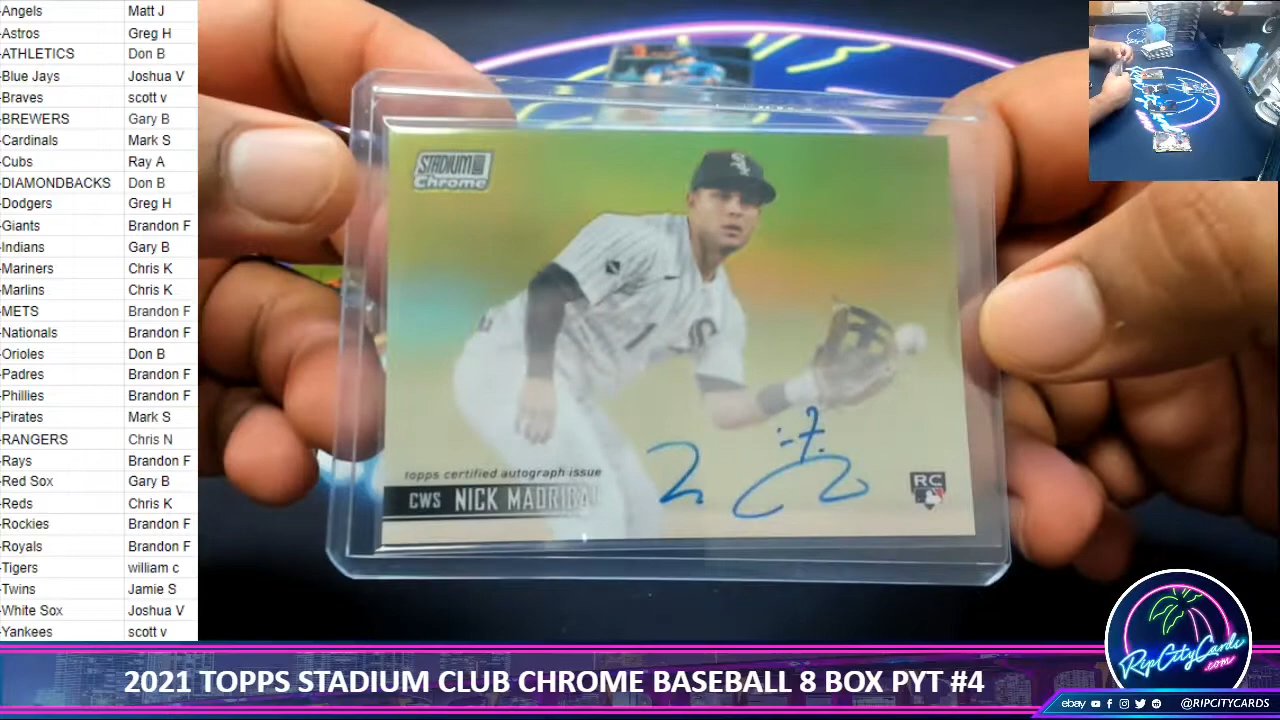 -Angels Matt J
-Astros Greg H
-ATHLETICS Don B
-Blue Jays Joshua V
-Braves scott v
-BREWERS Gary B
-Cardinals Mark S
-Cubs Ray A
-DIAMONDBACKS Don B
-Dodgers Greg H
-Giants Brandon F
-Indians Gary B
-Mariners Chris K
-Marlins Chris K
-METS Brandon F
-Nationals Brandon F
-Orioles Don B
-Padres Brandon F
-Phillies Brandon F
-Pirates Mark S
-RANGERS Chris N
-Rays Brandon F
-Red Sox Gary B
-Reds Chris K
-Rockies Brandon F
-Royals Brandon F
-Tigers william c
-Twins Jamie S
-White Sox Joshua V
-Yankees scott v
STADIUM
Chrome
topps certified autograph issue
CWS NICK MADRIGAL
RC
2021 TOPPS STADIUM CLUB CHROME BASEBALL 8 BOX PYT #4
RipCityCards
.com
ebay @RIPCITYCARDS